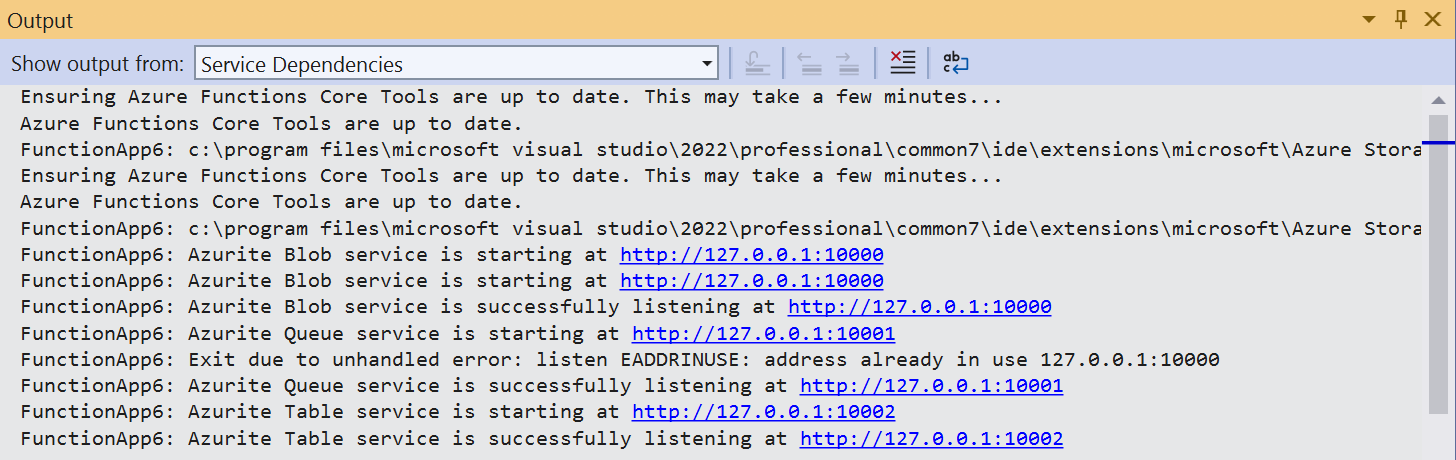 Output
Show output from: Service Dependencies
ab
c
Ensuring Azure Functions Core Tools are up to date. This may take a few minutes...
Azure Functions Core Tools are up to date.
FunctionApp6: c:\program files\microsoft visual studio\2022\professional\common7\ide\extensions\microsoft\Azure Stora
Ensuring Azure Functions Core Tools are up to date. This may take a few minutes...
Azure Functions Core Tools are up to date.
FunctionApp6: c:\program files\microsoft visual studio\2022\professional\common7\ide\extensions\microsoft\Azure Stora
FunctionApp6: Azurite Blob service is starting at http://127.0.0.1:10000
FunctionApp6: Azurite Blob service is starting at http://127.0.0.1:10000
FunctionApp6: Azurite Blob service is successfully listening at http://127.0.0.1:10000
FunctionApp6: Azurite Queue service is starting at http://127.0.0.1:10001
FunctionApp6: Exit due to unhandled error: listen EADDRINUSE: address already in use 127.0.0.1:10000
FunctionApp6: Azurite Queue service is successfully listening at http://127.0.0.1:10001
FunctionApp6: Azurite Table service is starting at http://127.0.0.1:10002
FunctionApp6: Azurite Table service is successfully listening at http://127.0.0.1:10002